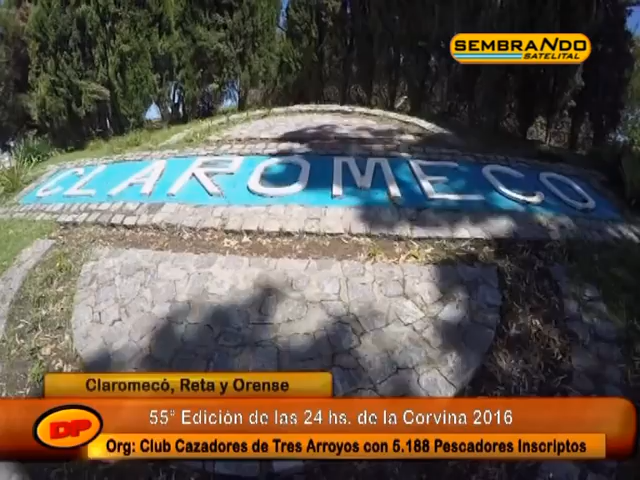 SEMBRANDO
SATELITAL
CLAROMECO
Claromecó, Reta y Orense
55° Edición de las 24 hs. de la Corvina 2016
DP
Org: Club Cazadores de Tres Arroyos con 5.188 Pescadores Inscriptos